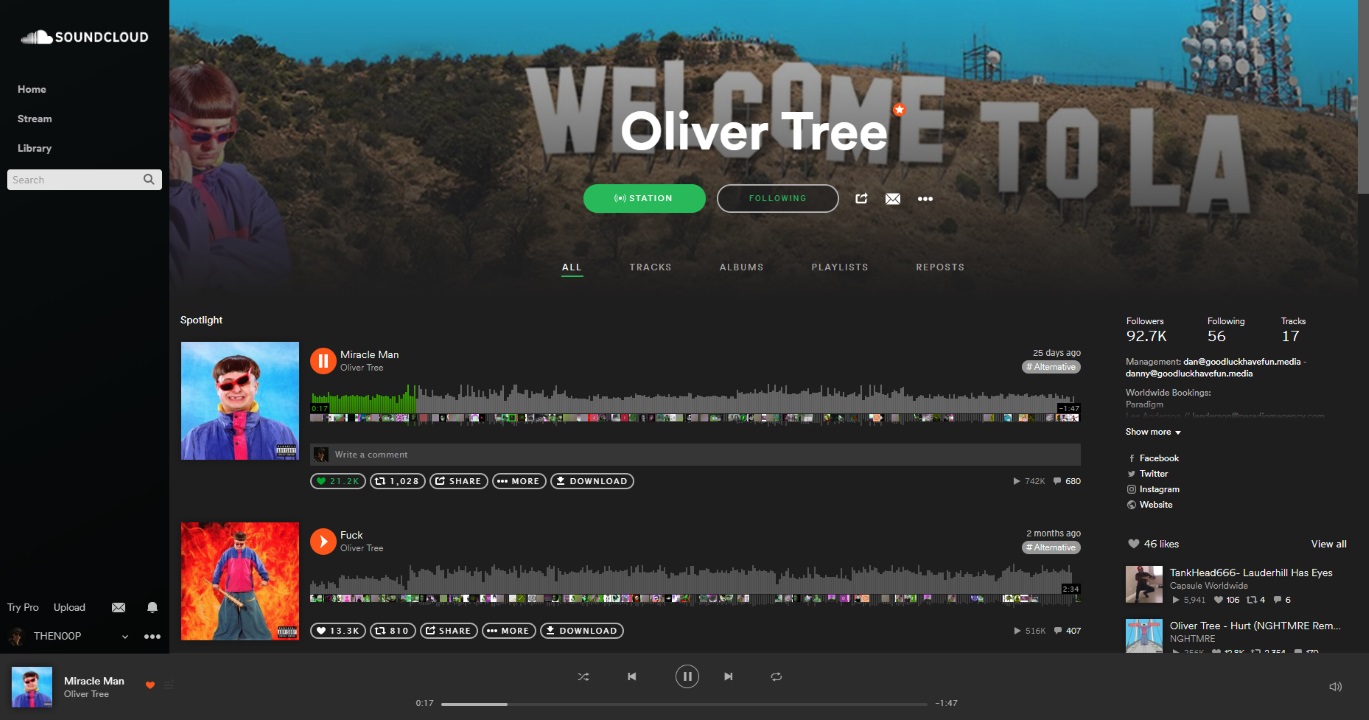 SOUNDCLOUD
Home
Stream
Library
Search
Try Pro Upload
THENOOP
WELCOME TO LA
Oliver Tree
STATION
FOLLOWING
ALL TRACKS ALBUMS PLAYLISTS REPOSTS
Spotlight
Miracle Man
Oliver Tree
25 days ago
# Alternative
0:17
-1:47
Write a comment
21.2K 1,028 SHARE MORE DOWNLOAD
742K 680
Fuck
Oliver Tree
2 months ago
# Alternative
2:34
13.3K 810 SHARE MORE DOWNLOAD
516K 407
Followers Following Tracks
92.7K 56 17
Management: dan@goodluckhavefun.media -
danny@goodluckhavefun.media
Worldwide Bookings:
Paradigm
Show more
Facebook
Twitter
Instagram
Website
46 likes View all
TankHead666- Lauderhill Has Eyes
Capsule Worldwide
5,941 106 4 6
Oliver Tree - Hurt (NGHTMRE Rem...
NGHTMRE
Miracle Man
Oliver Tree
0:17 -1:47